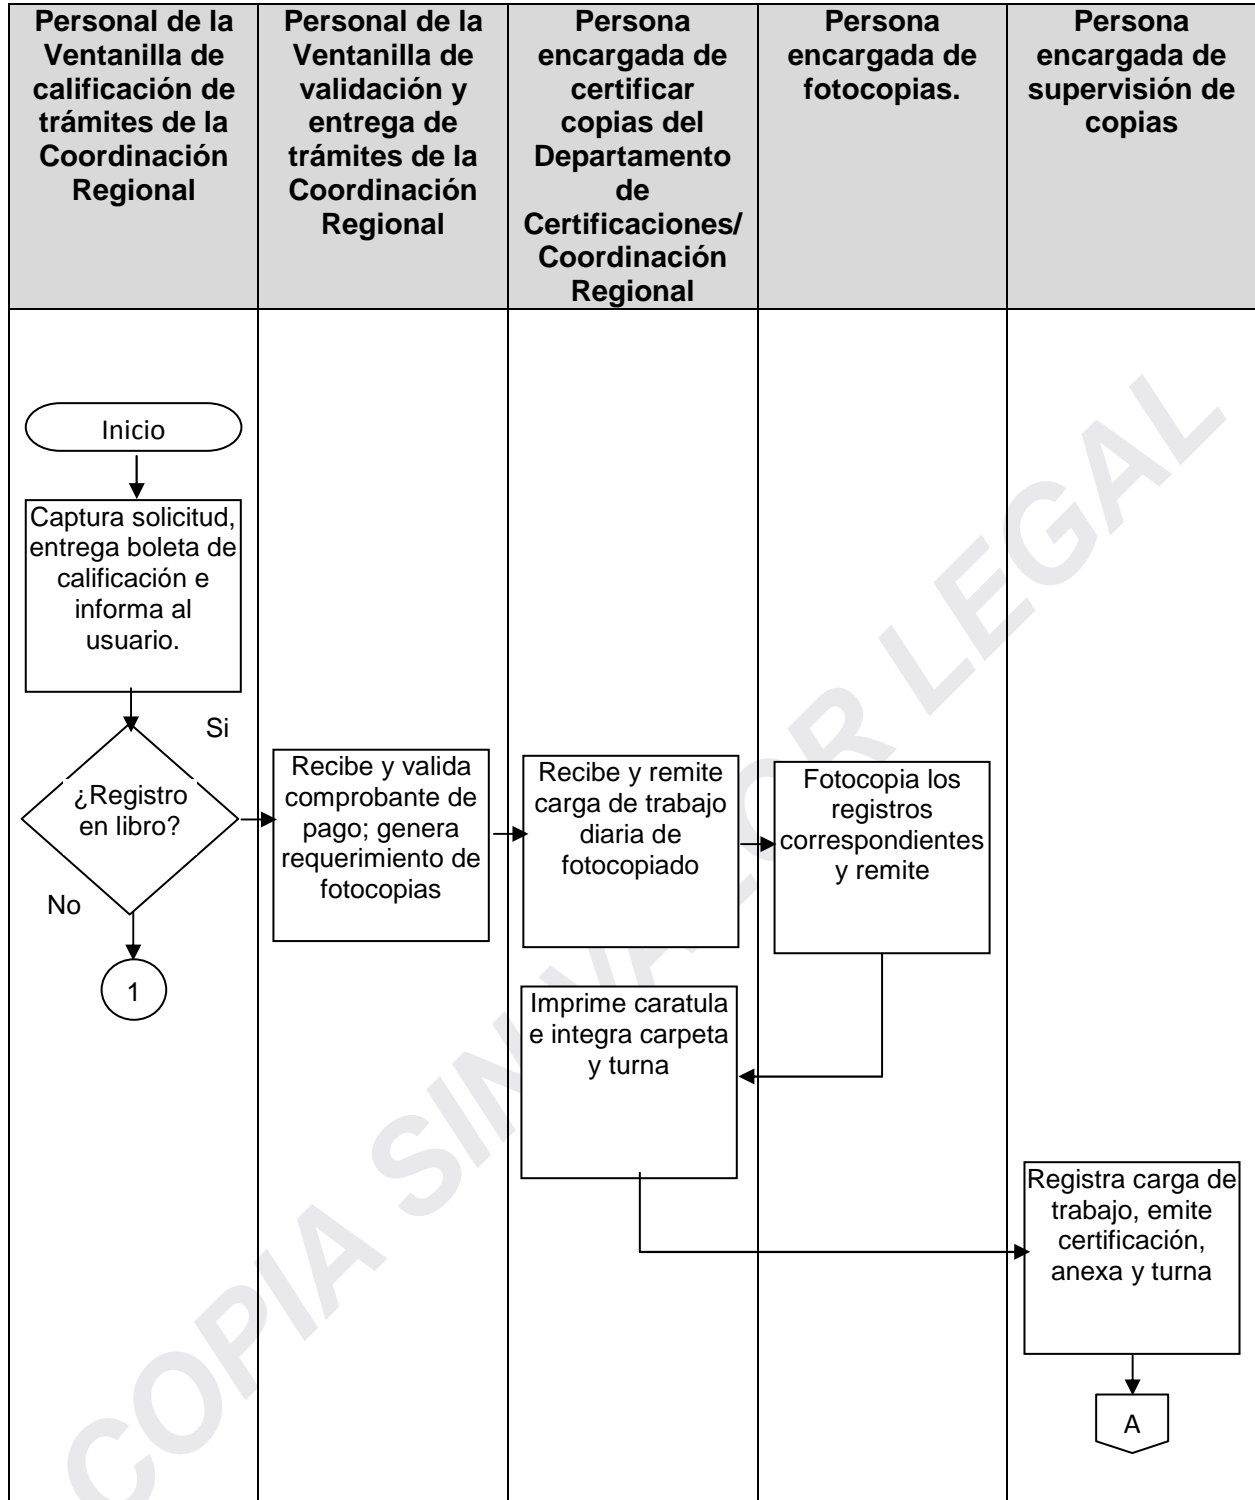 Personal de la
Ventanilla de
calificación de
trámites de la
Coordinación
Regional
Personal de la
Ventanilla de
validación y
entrega de
trámites de la
Coordinación
Regional
Persona
encargada de
certificar
copias del
Departamento
de
Certificaciones/
Coordinación
Regional
Persona
encargada de
fotocopias.
Persona
encargada de
supervisión de
copias
Inicio
Captura solicitud,
entrega boleta de
calificación e
informa al
usuario.
Si
¿Registro
en libro?
No
1
Recibe y valida
comprobante de
pago; genera
requerimiento de
fotocopias
Recibe y remite
carga de trabajo
diaria de
fotocopiado
Fotocopia los
registros
correspondientes
y remite
Imprime caratula
e integra carpeta
y turna
Registra carga de
trabajo, emite
certificación,
anexa y turna
A
COPIA SIN VALOR LEGAL